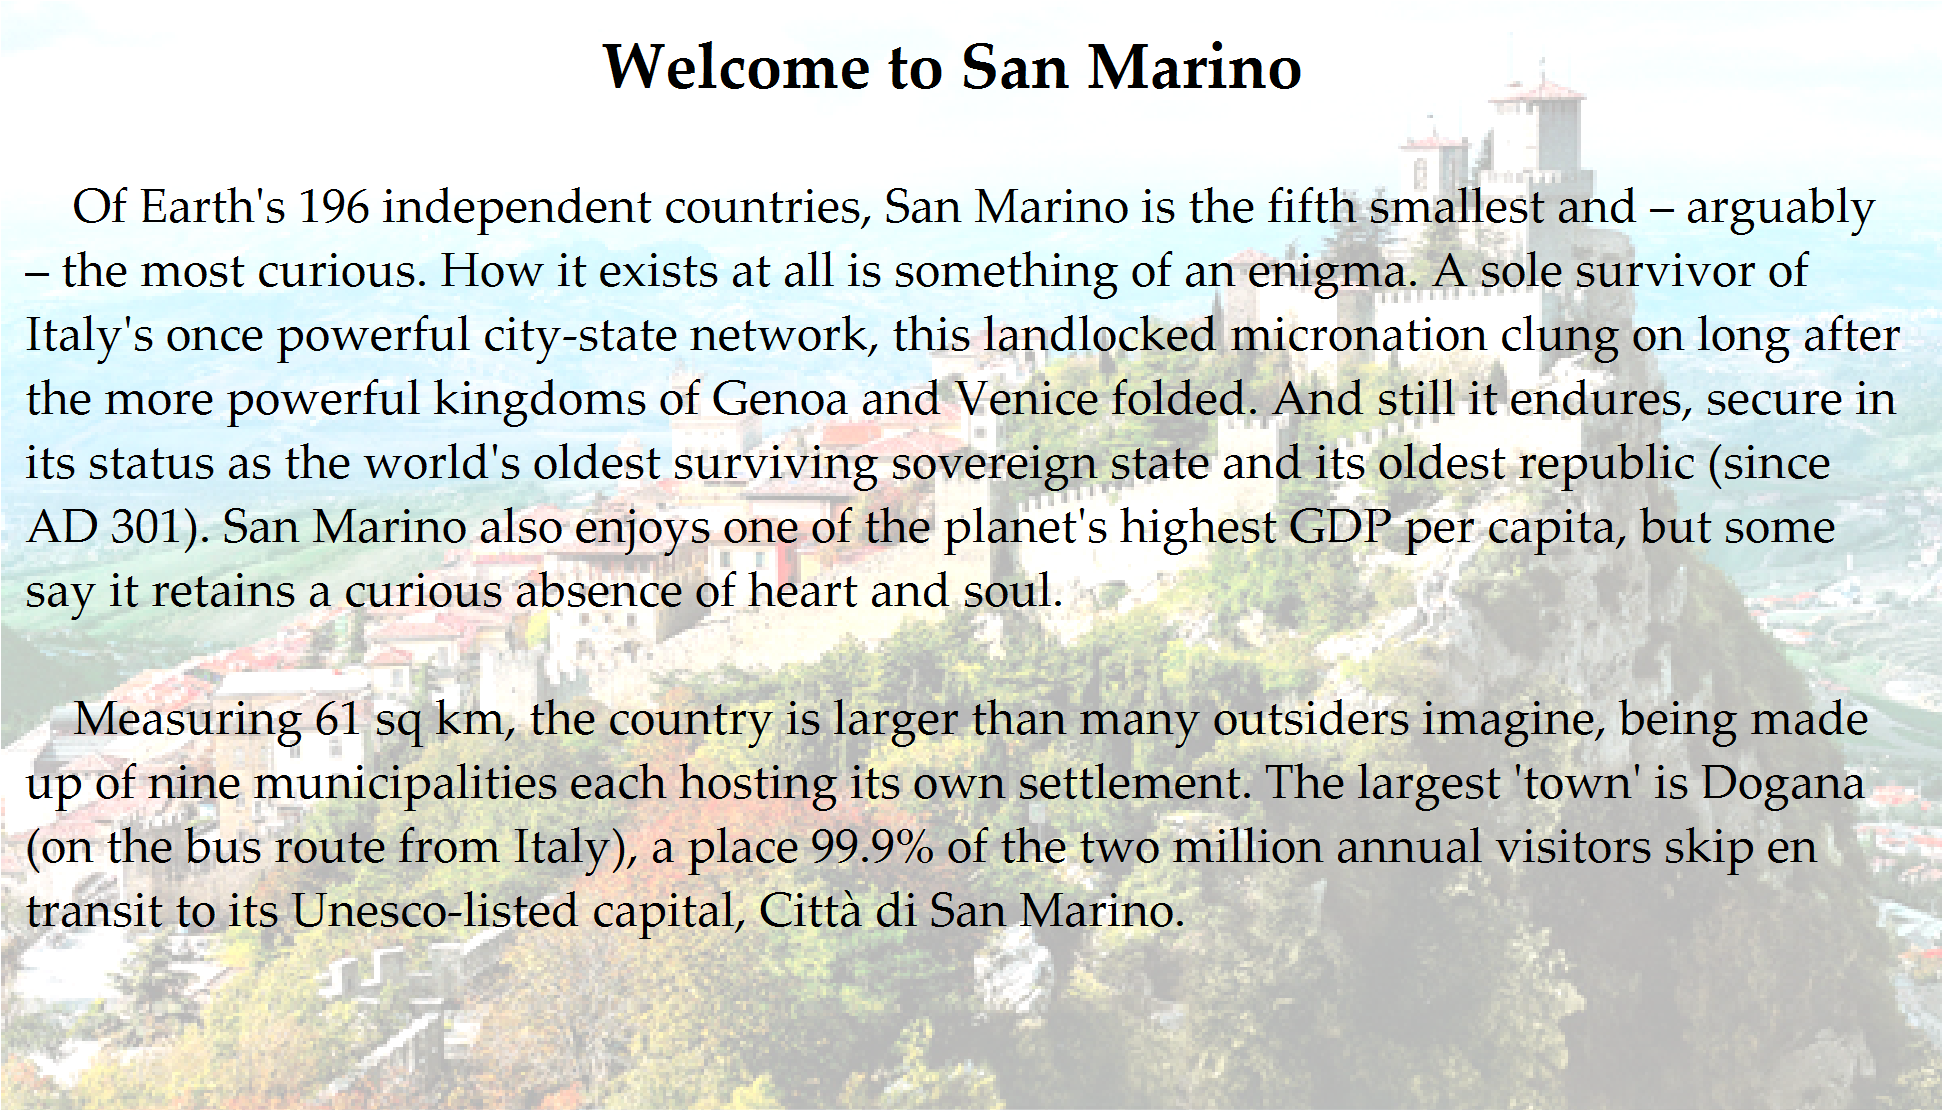 Welcome to San Marino
Of Earth's 196 independent countries, San Marino is the fifth smallest and – arguably
– the most curious. How it exists at all is something of an enigma. A sole survivor of
Italy's once powerful city-state network, this landlocked micronation clung on long after
the more powerful kingdoms of Genoa and Venice folded. And still it endures, secure in
its status as the world's oldest surviving sovereign state and its oldest republic (since
AD 301). San Marino also enjoys one of the planet's highest GDP per capita, but some
say it retains a curious absence of heart and soul.
Measuring 61 sq km, the country is larger than many outsiders imagine, being made
up of nine municipalities each hosting its own settlement. The largest 'town' is Dogana
(on the bus route from Italy), a place 99.9% of the two million annual visitors skip en
transit to its Unesco-listed capital, Città di San Marino.